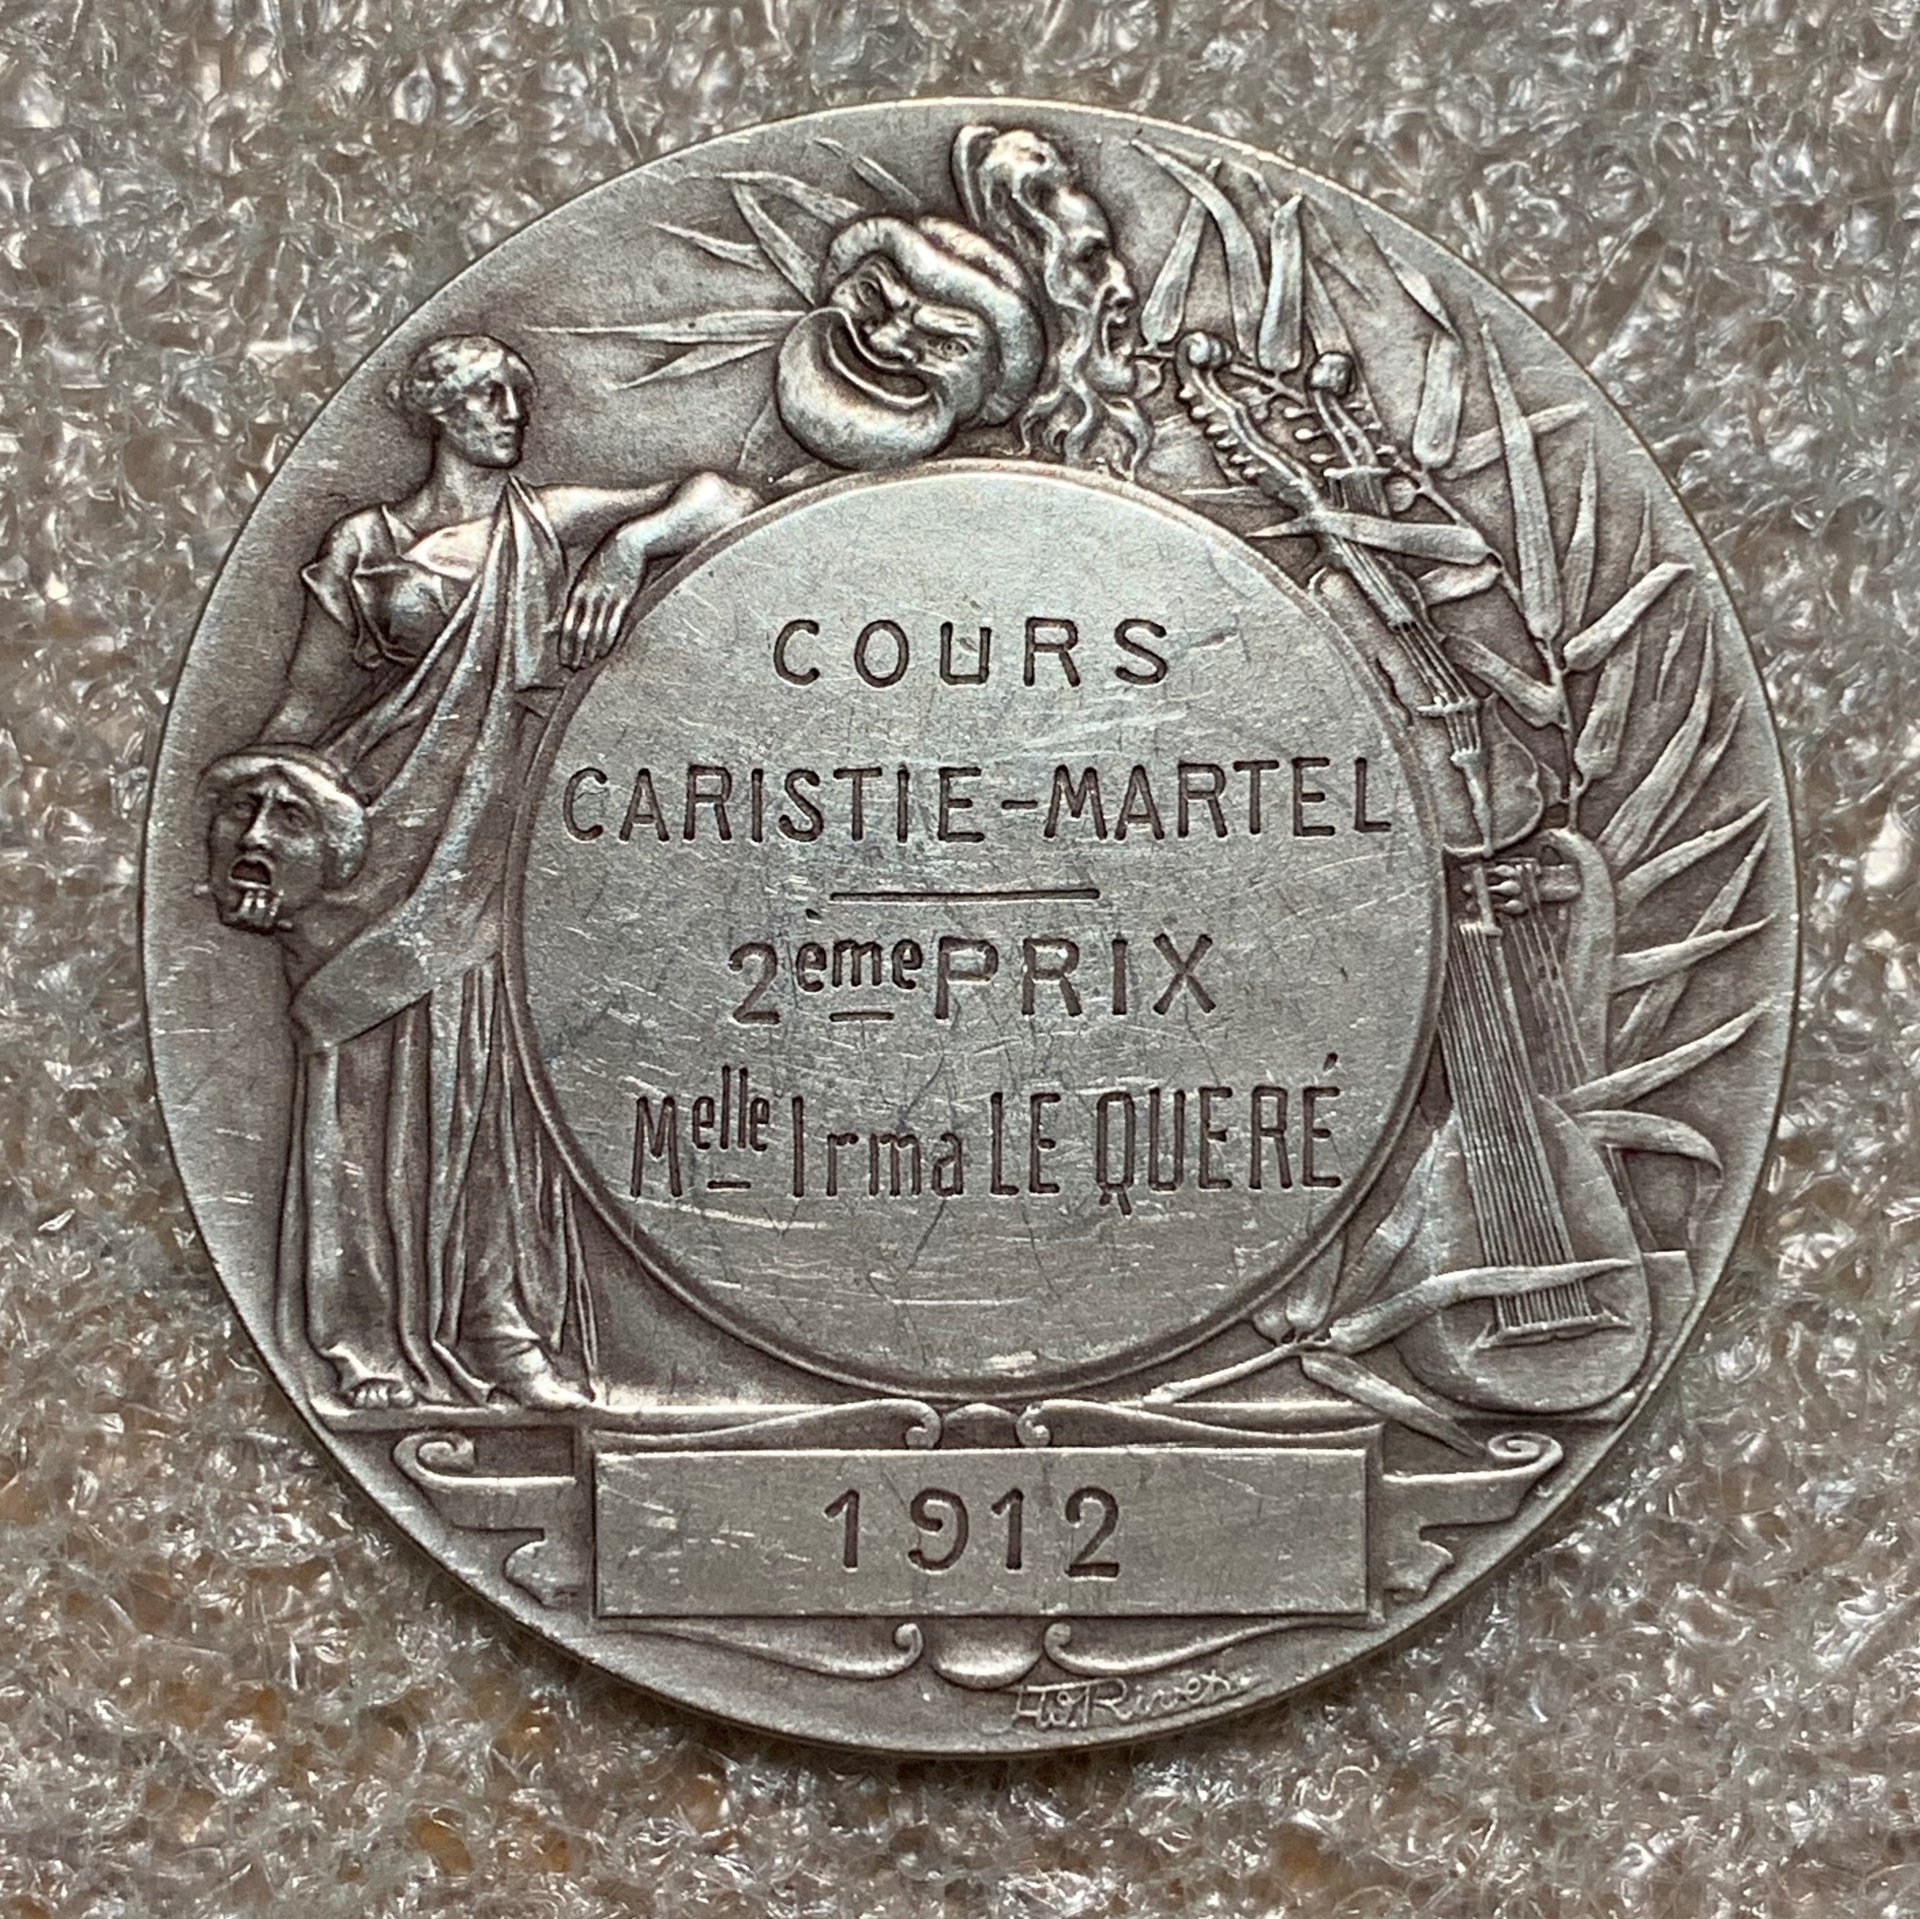 COURS
CARISTIE-MARTEL
2ème PRIX
Melle Irma LE QUERÉ
1912